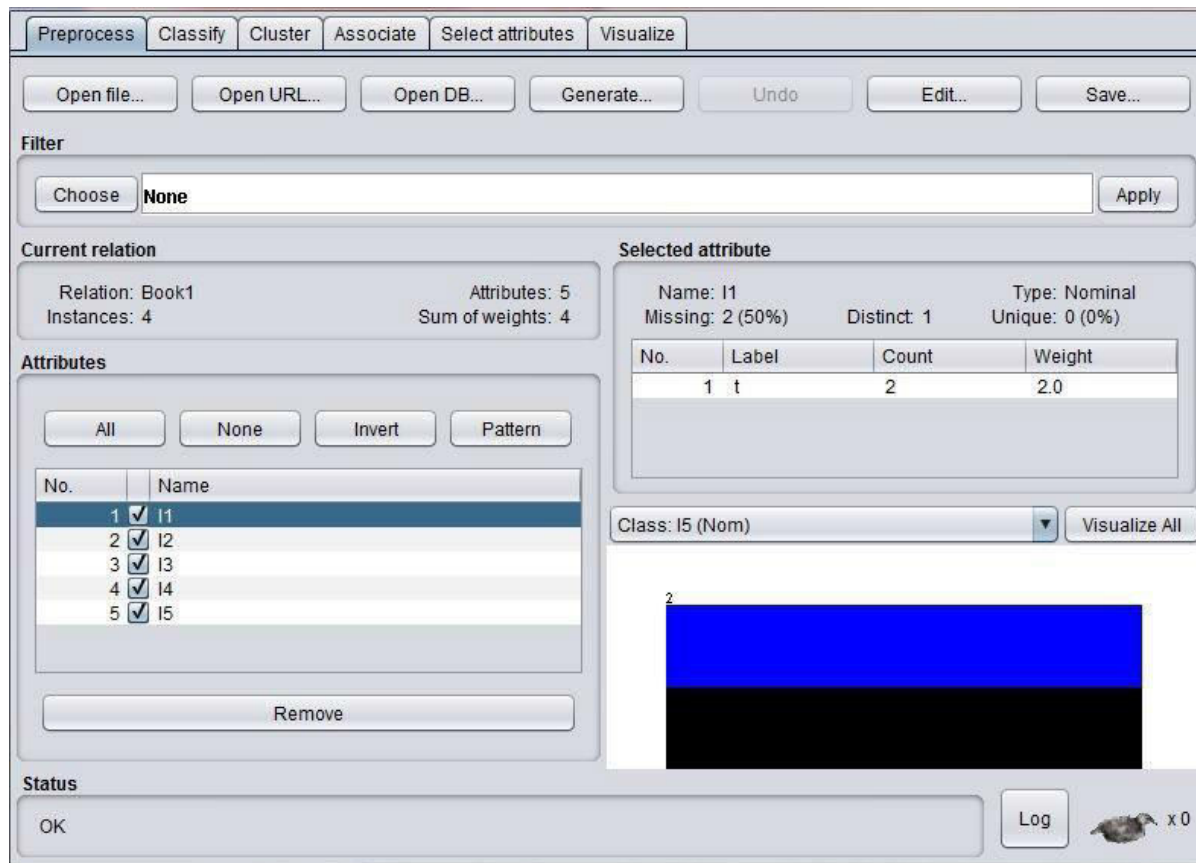 Preprocess Classify Cluster Associate Select attributes Visualize
Open file... Open URL... Open DB... Generate... Undo Edit... Save...
Filter
Choose None Apply
Current relation
Relation: Book1 Attributes: 5
Instances: 4 Sum of weights: 4
Selected attribute
Name: I1 Type: Nominal
Missing: 2 (50%) Distinct: 1 Unique: 0 (0%)
No. Label Count Weight
1 t 2 2.0
Attributes
All None Invert Pattern
No. Name
1 I1
2 I2
3 I3
4 I4
5 I5
Remove
Class: I5 (Nom) Visualize All
2
Status
OK
Log x 0